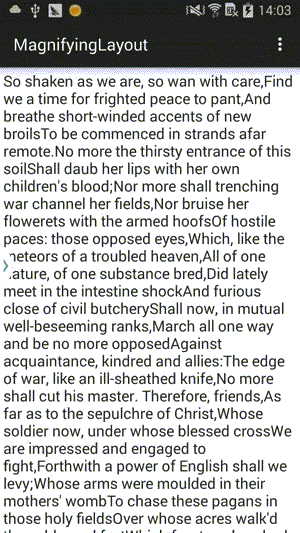 14:03
MagnifyingLayout
So shaken as we are, so wan with care,Find
we a time for frighted peace to pant,And
breathe short-winded accents of new
broilsTo be commenced in strands afar
remote.No more the thirsty entrance of this
soilShall daub her lips with her own
children's blood;Nor more shall trenching
war channel her fields,Nor bruise her
flowerets with the armed hoofsOf hostile
paces: those opposed eyes,Which, like the
of a troubled heaven,All of one
of one substance bred,Did lately
meet in the intestine shockAnd furious
close of civil butcheryShall now, in mutual
well-beseeming ranks,March all one way
and be no more opposedAgainst
acquaintance, kindred and allies:The edge
of war, like an ill-sheathed knife,No more
shall cut his master. Therefore, friends,As
far as to the sepulchre of Christ,Whose
soldier now, under whose blessed crossWe
are impressed and engaged to
fight,Forthwith a power of English shall we
levy;Whose arms were moulded in their
mothers' wombTo chase these pagans in
those holy fieldsOver whose acres walk'd